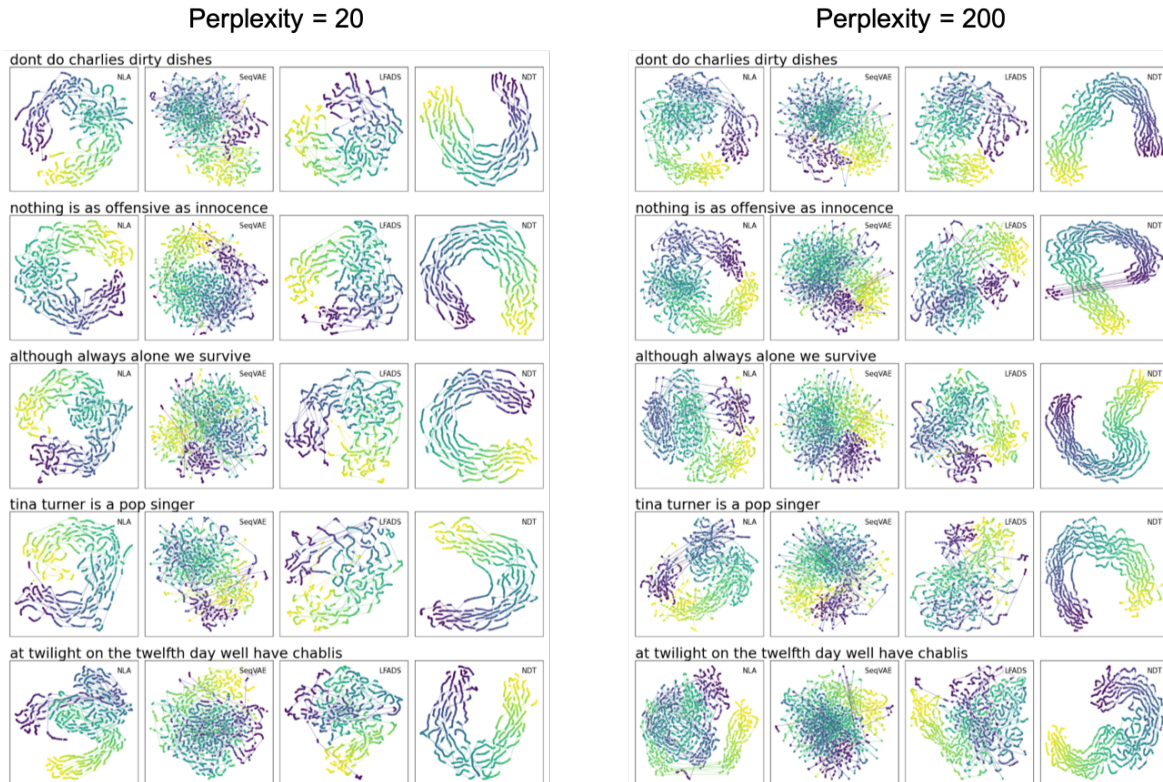 Perplexity = 20
dont do charlies dirty dishes
NLA
SeqVAE
LFADS
NDT
nothing is as offensive as innocence
NLA
SeqVAE
LFADS
NDT
although always alone we survive
NLA
SeqVAE
LFADS
NDT
tina turner is a pop singer
NLA
SeqVAE
LFADS
NDT
at twilight on the twelfth day well have chablis
NLA
SeqVAE
LFADS
NDT
Perplexity = 200
dont do charlies dirty dishes
NLA
SeqVAE
LFADS
NDT
nothing is as offensive as innocence
NLA
SeqVAE
LFADS
NDT
although always alone we survive
NLA
SeqVAE
LFADS
NDT
tina turner is a pop singer
NLA
SeqVAE
LFADS
NDT
at twilight on the twelfth day well have chablis
NLA
SeqVAE
LFADS
NDT